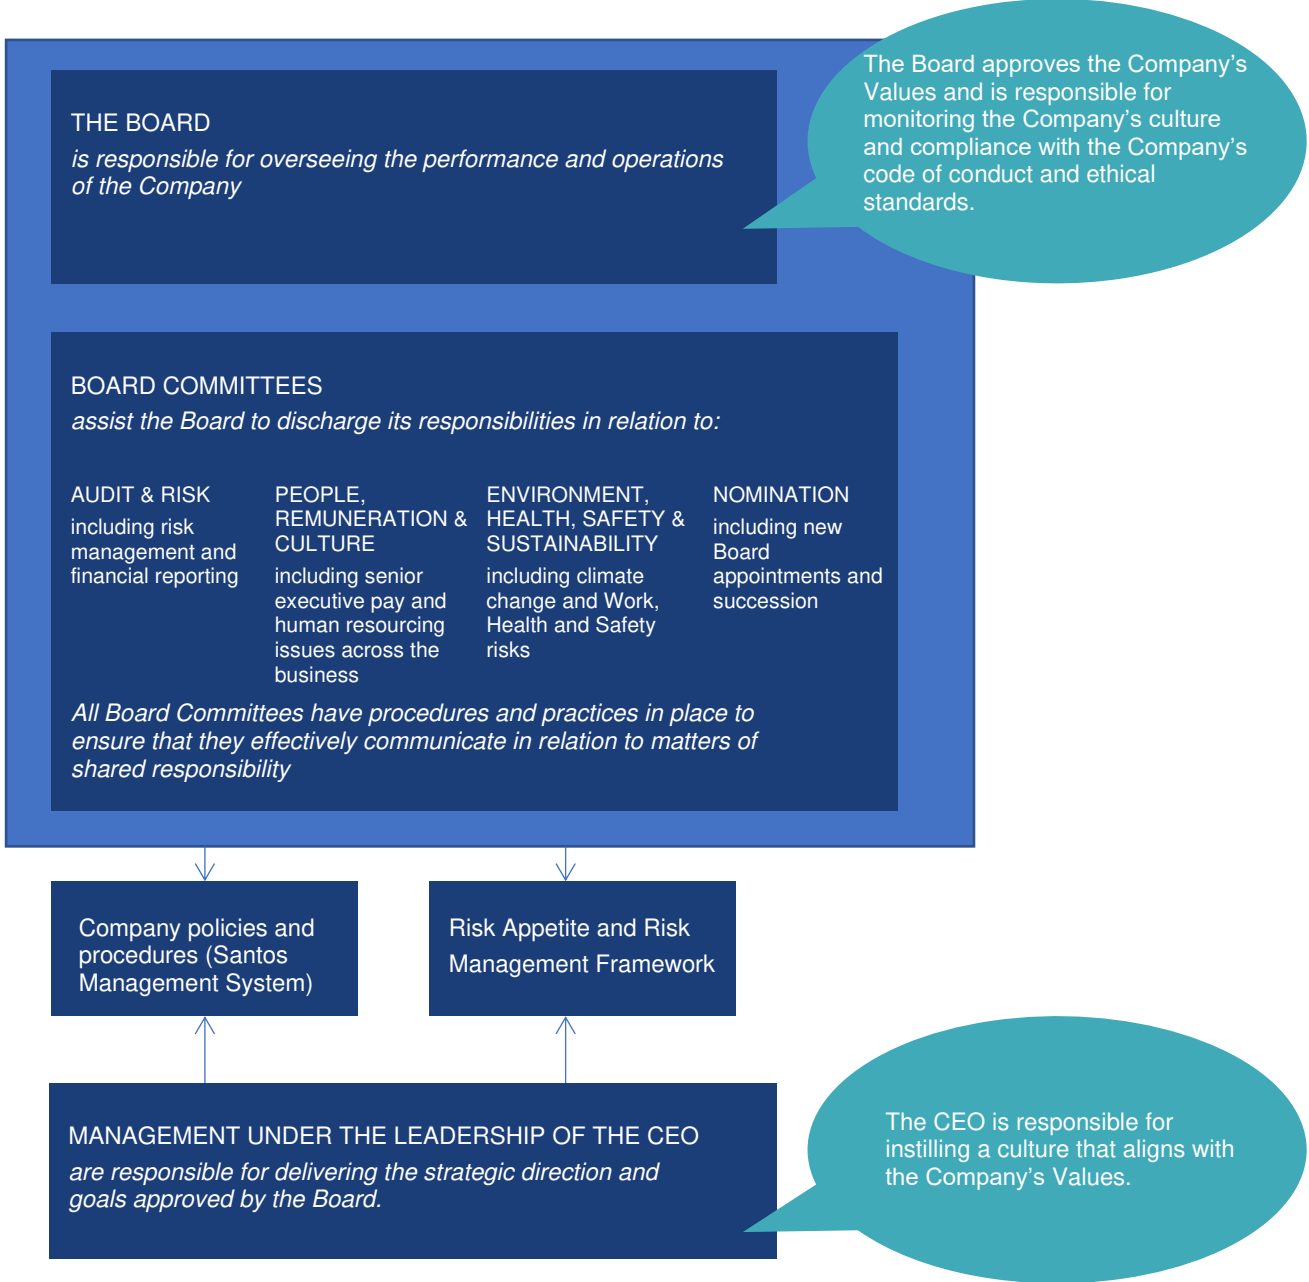 The Board approves the Company’s
Values and is responsible for
monitoring the Company’s culture
and compliance with the Company’s
code of conduct and ethical
standards.
THE BOARD
is responsible for overseeing the performance and operations
of the Company
BOARD COMMITTEES
assist the Board to discharge its responsibilities in relation to:
AUDIT & RISK
including risk
management and
financial reporting
PEOPLE,
REMUNERATION &
CULTURE
including senior
executive pay and
human resourcing
issues across the
business
ENVIRONMENT,
HEALTH, SAFETY &
SUSTAINABILITY
including climate
change and Work,
Health and Safety
risks
NOMINATION
including new
Board
appointments and
succession
All Board Committees have procedures and practices in place to
ensure that they effectively communicate in relation to matters of
shared responsibility
Company policies and
procedures (Santos
Management System)
Risk Appetite and Risk
Management Framework
MANAGEMENT UNDER THE LEADERSHIP OF THE CEO
are responsible for delivering the strategic direction and
goals approved by the Board.
The CEO is responsible for
instilling a culture that aligns with
the Company’s Values.